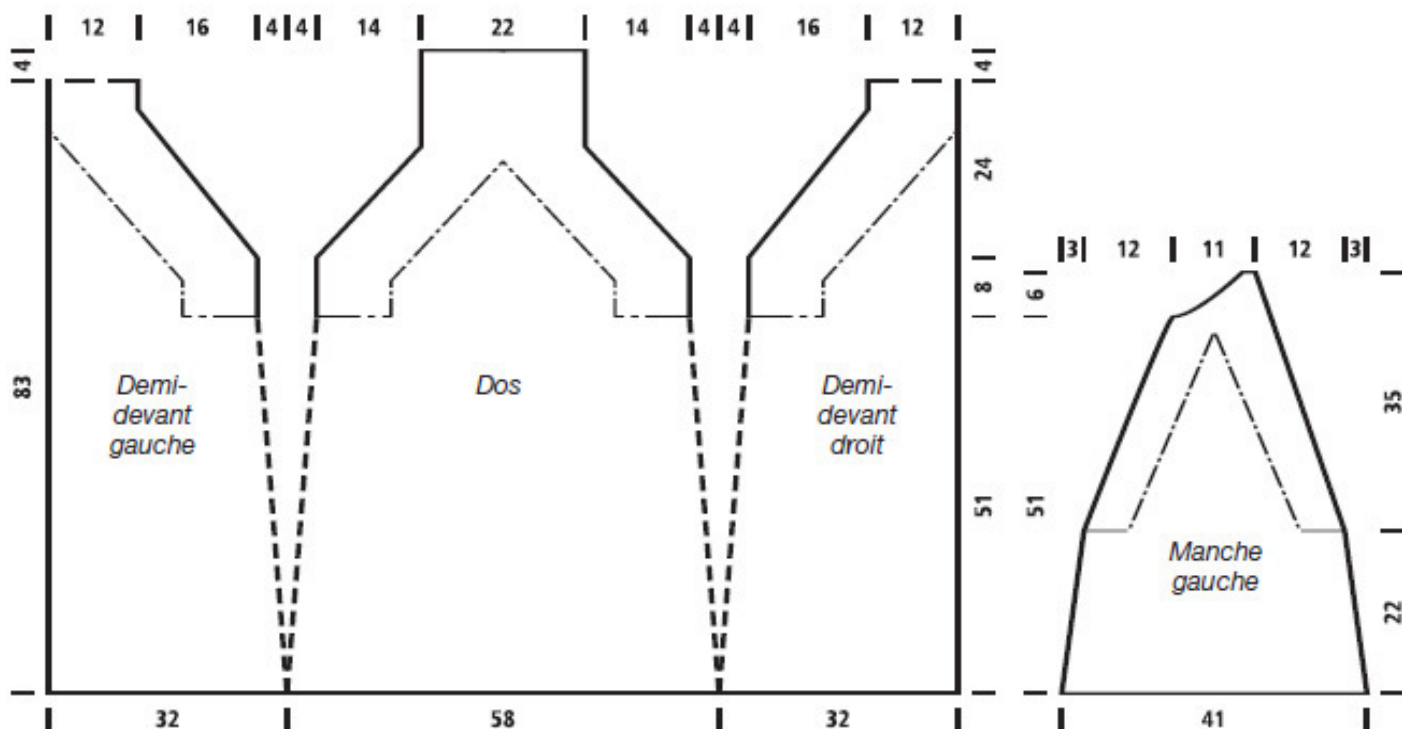 12 16 4 4 14 22 14 4 4 16 12
4
83
4
24
8
51
Demi-
devant
gauche
Dos
Demi-
devant
droit
32 58 32
3 12 11 12 3
6
51
35
22
Manche
gauche
41